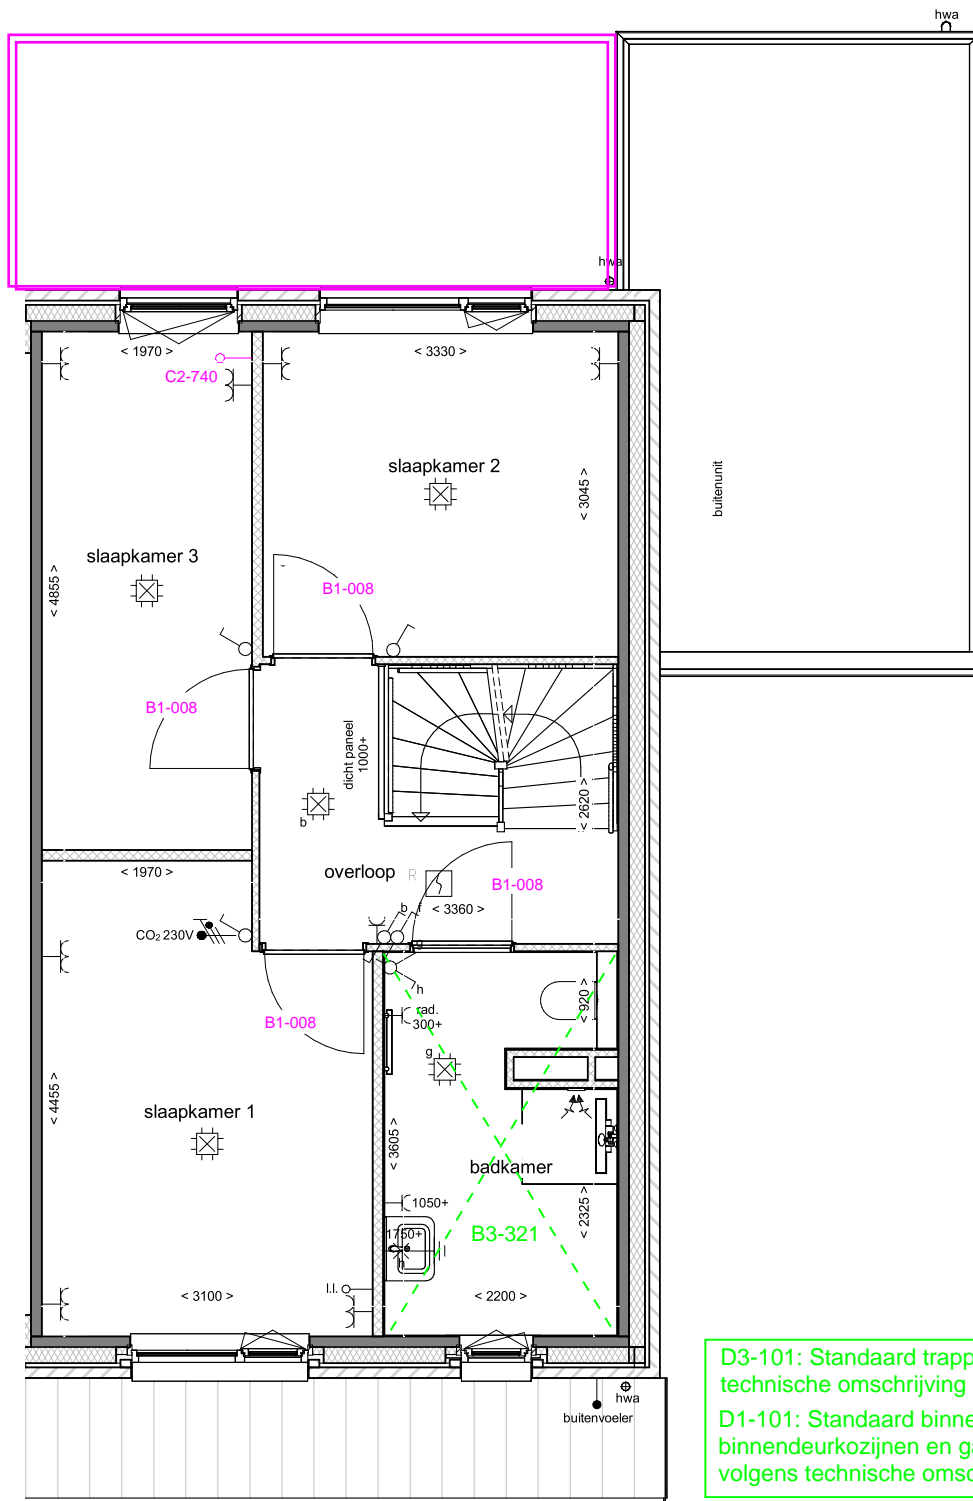 hwa
hwa
< 1970 >
< 3330 >
C2-740
slaapkamer 2
< 3045 >
buitenunit
slaapkamer 3
< 4855 >
B1-008
B1-008
dicht paneel
1000+
< 2620 >
b
overloop
R
B1-008
< 1970 >
b
f
< 3360 >
CO₂ 230V
h
< 920 >
rad.
300+
B1-008
g
< 4455 >
slaapkamer 1
< 3605 >
badkamer
1050+
< 2325 >
1750+
B3-321
l.l.
< 3100 >
< 2200 >
hwa
buitenvoeler
D3-101: Standaard trapp
technische omschrijving
D1-101: Standaard binne
binnendeurkozijnen en ga
volgens technische omsc